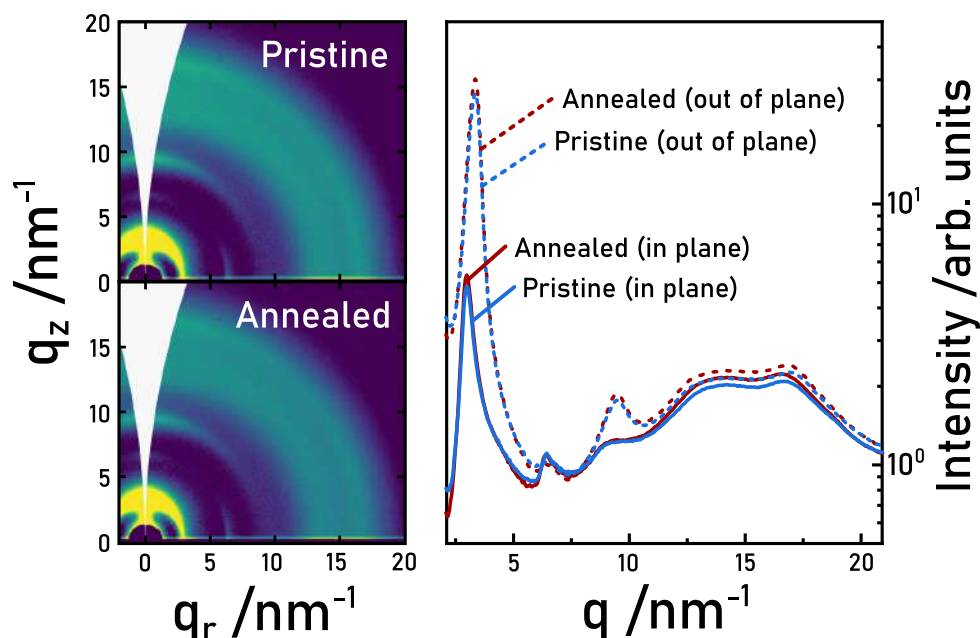 20
Pristine
15
10
5
0
Annealed
15
10
5
0
0
5
10
15
20
q_z /nm⁻¹
q_r /nm⁻¹
Annealed (out of plane)
Pristine (out of plane)
Annealed (in plane)
Pristine (in plane)
10¹
10⁰
5
10
15
20
q /nm⁻¹
Intensity /arb. units